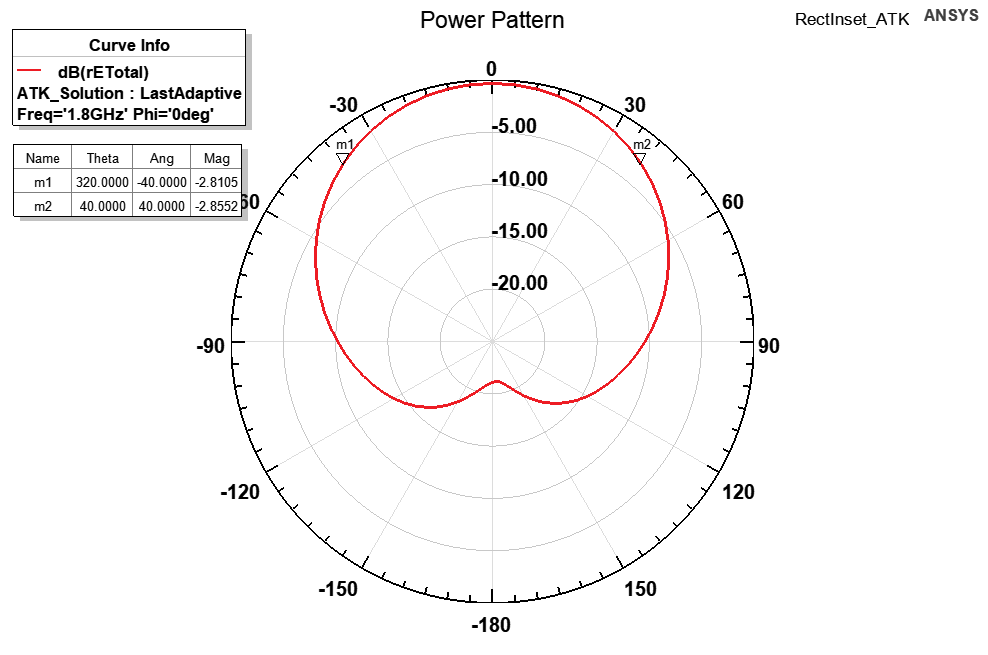 Power Pattern
RectInset_ATK ANSYS
Curve Info
dB(rETotal)
ATK_Solution : LastAdaptive
Freq='1.8GHz' Phi='0deg'
Name Theta Ang Mag
m1 320.0000 -40.0000 -2.8105
m2 40.0000 40.0000 -2.8552
0
-30 30
m1 m2
-5.00
-10.00
60 60
-15.00
-20.00
-90 90
-120 120
-150 150
-180